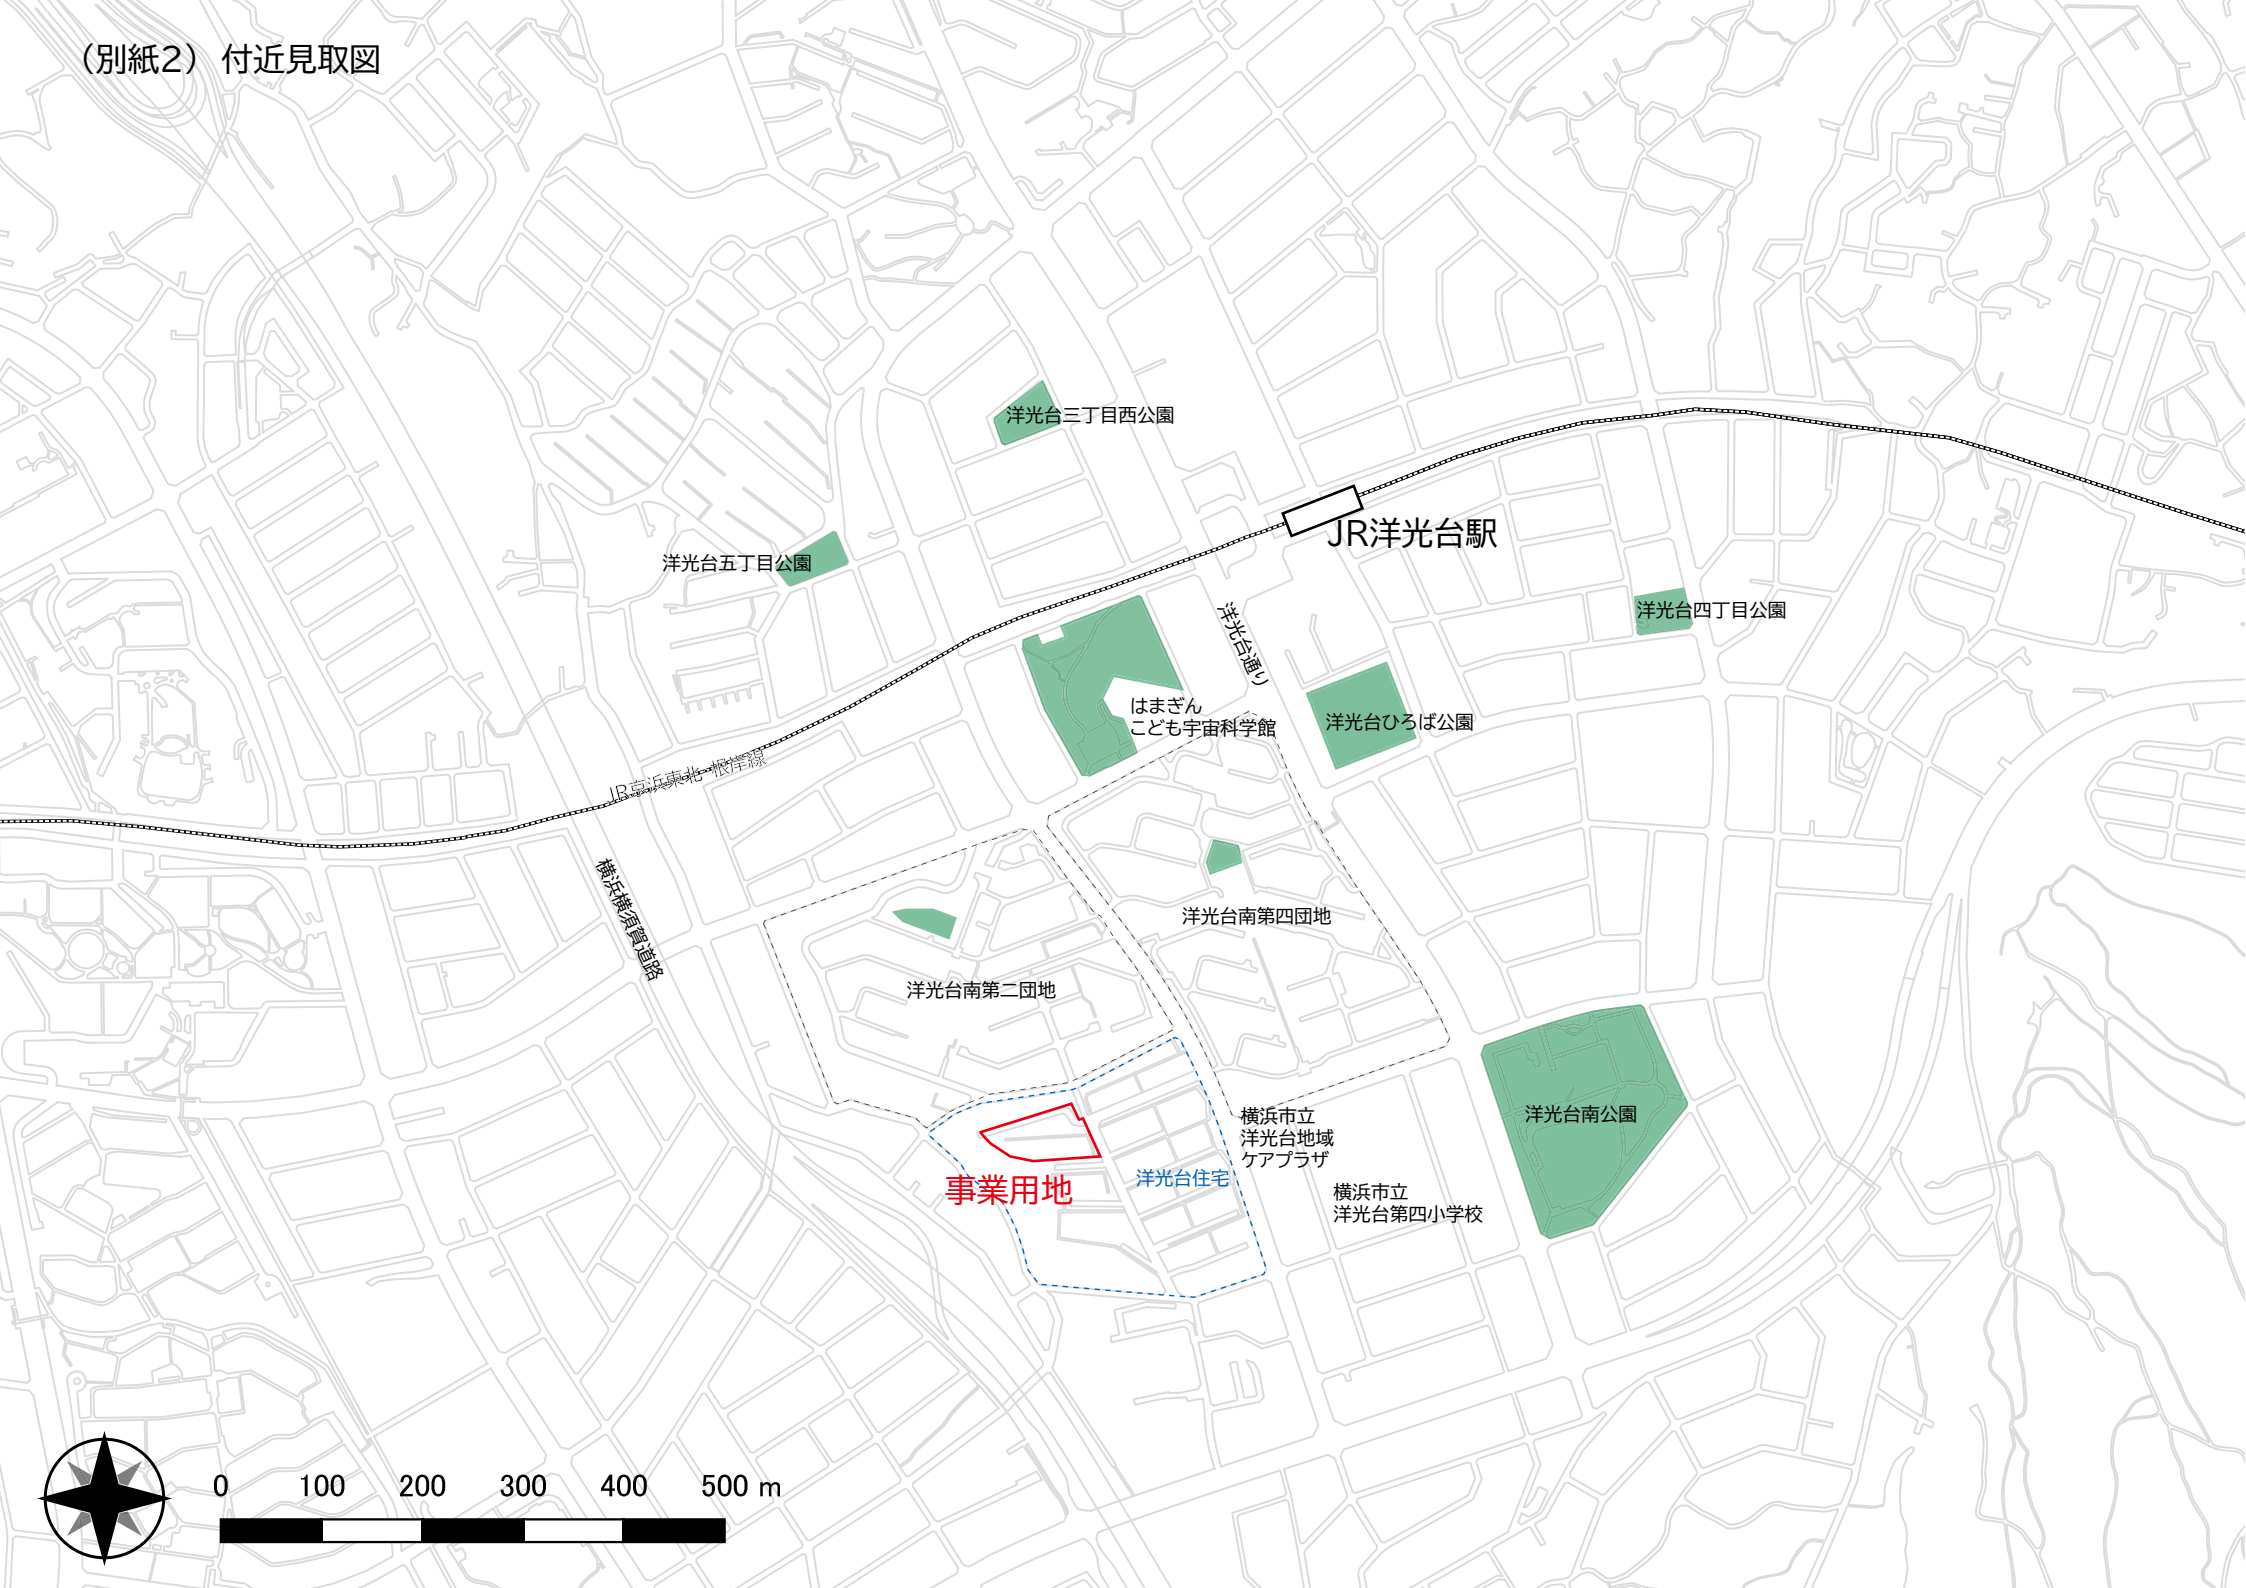 （別紙２）付近見取図
洋光台三丁目西公園
JR洋光台駅
洋光台五丁目公園
洋光台四丁目公園
洋光台通り
はまぎん
こども宇宙科学館
洋光台ひろば公園
JR京浜東北・根岸線
横浜横須賀道路
洋光台南第四団地
洋光台南第二団地
横浜市立
洋光台地域
ケアプラザ
洋光台南公園
洋光台住宅
事業用地
横浜市立
洋光台第四小学校
0 100 200 300 400 500 m